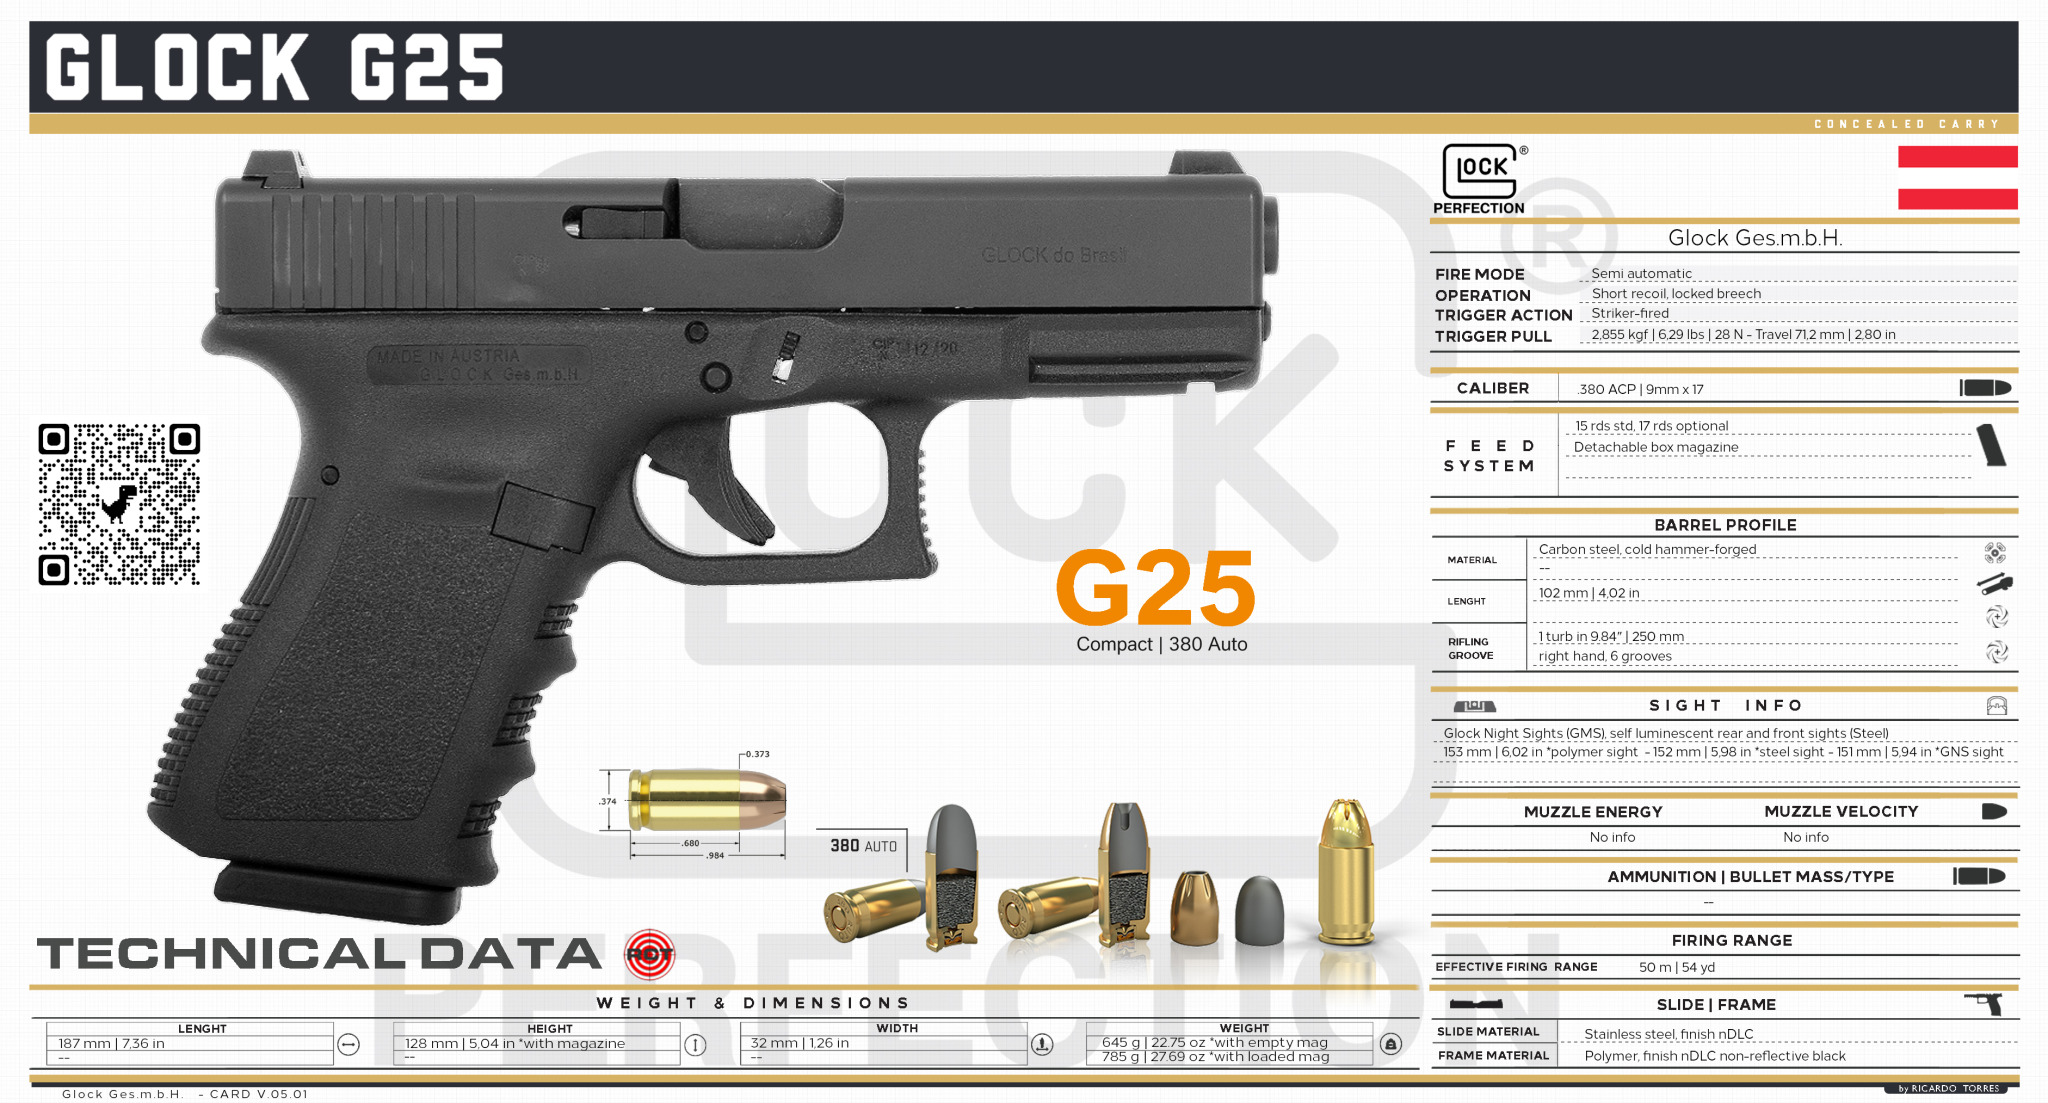 GLOCK G25
CONCEALED CARRY
GLOCK do Brasil
MADE IN AUSTRIA
GLOCK Ges.m.b.H.
G25
Compact | 380 Auto
0.373
.374
.680
.984
380 AUTO
GLOCK ®
PERFECTION
Glock Ges.m.b.H.
FIRE MODE Semi automatic
OPERATION Short recoil, locked breech
TRIGGER ACTION Striker-fired
TRIGGER PULL 2,855 kgf | 6,29 lbs | 28 N - Travel 71,2 mm | 2,80 in
CALIBER .380 ACP | 9mm x 17
FEED SYSTEM
15 rds std, 17 rds optional
Detachable box magazine
BARREL PROFILE
MATERIAL Carbon steel, cold hammer-forged
--
LENGHT 102 mm | 4,02 in
RIFLING GROOVE
1 turb in 9.84" | 250 mm
right hand, 6 grooves
SIGHT INFO
Glock Night Sights (GMS), self luminescent rear and front sights (Steel)
153 mm | 6,02 in *polymer sight - 152 mm | 5,98 in *steel sight - 151 mm | 5,94 in *GNS sight
MUZZLE ENERGY MUZZLE VELOCITY
No info No info
AMMUNITION | BULLET MASS/TYPE
--
FIRING RANGE
EFFECTIVE FIRING RANGE 50 m | 54 yd
SLIDE | FRAME
SLIDE MATERIAL Stainless steel, finish nDLC
FRAME MATERIAL Polymer, finish nDLC non-reflective black
TECHNICAL DATA RDT
WEIGHT & DIMENSIONS
LENGHT HEIGHT WIDTH WEIGHT
187 mm | 7,36 in 128 mm | 5,04 in *with magazine 32 mm | 1,26 in 645 g | 22.75 oz *with empty mag
-- -- -- 785 g | 27.69 oz *with loaded mag
Glock Ges.m.b.H. - CARD V.05.01
by RICARDO TORRES
GLOCK ®
PERFECTION